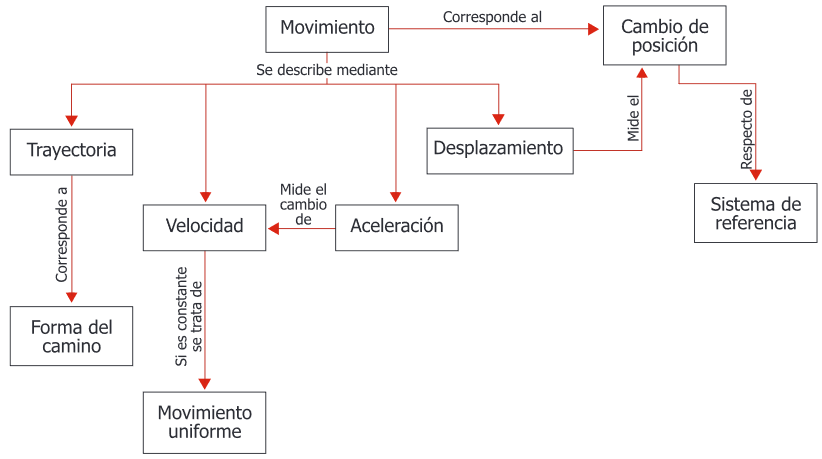 Movimiento
Corresponde al
Cambio de
posición
Se describe mediante
Mide el
Respecto de
Trayectoria
Desplazamiento
Corresponde a
Mide el
cambio
de
Velocidad
Aceleración
Sistema de
referencia
Si es constante
se trata de
Forma del
camino
Movimiento
uniforme